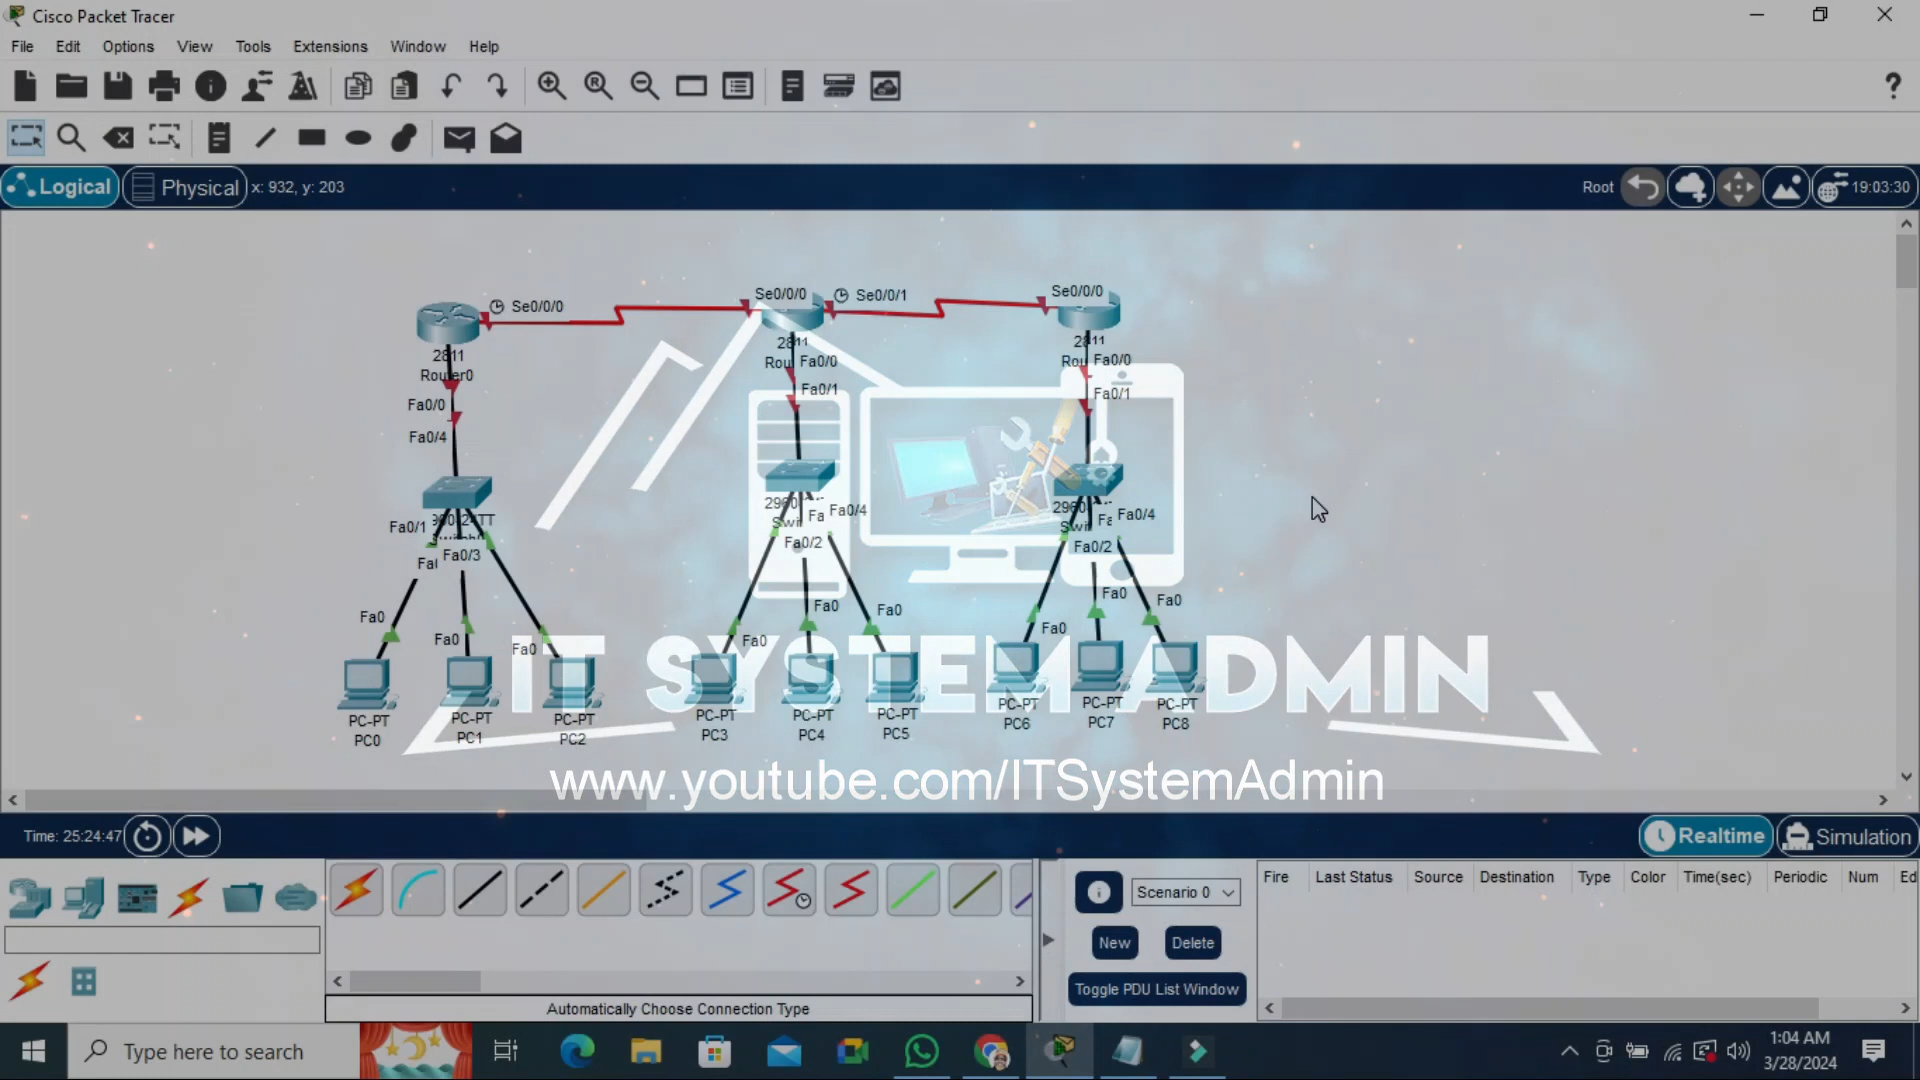 Cisco Packet Tracer
File Edit Options View Tools Extensions Window Help
Logical Physical x: 932, y: 203 Root 19:03:30
Se0/0/0 Se0/0/0 Se0/0/1 Se0/0/0
2811 2811 2811
Router0 Fa0/0 Fa0/0
Fa0/0 Fa0/1 Fa0/1
Fa0/4
Fa0/1 Fa0/4 Fa0/4
Fa0/3 Fa0/2 Fa0/2
Fa0 Fa0 Fa0 Fa0 Fa0 Fa0 Fa0 Fa0 Fa0
IT SYSTEM ADMIN
PC-PT PC-PT PC-PT PC-PT PC-PT PC-PT PC-PT PC-PT PC-PT
PC0 PC1 PC2 PC3 PC4 PC5 PC6 PC7 PC8
www.youtube.com/ITSystemAdmin
Time: 25:24:47 Realtime Simulation
Scenario 0
New Delete
Toggle PDU List Window
Fire Last Status Source Destination Type Color Time(sec) Periodic Num Ed
Automatically Choose Connection Type
Type here to search
1:04 AM
3/28/2024